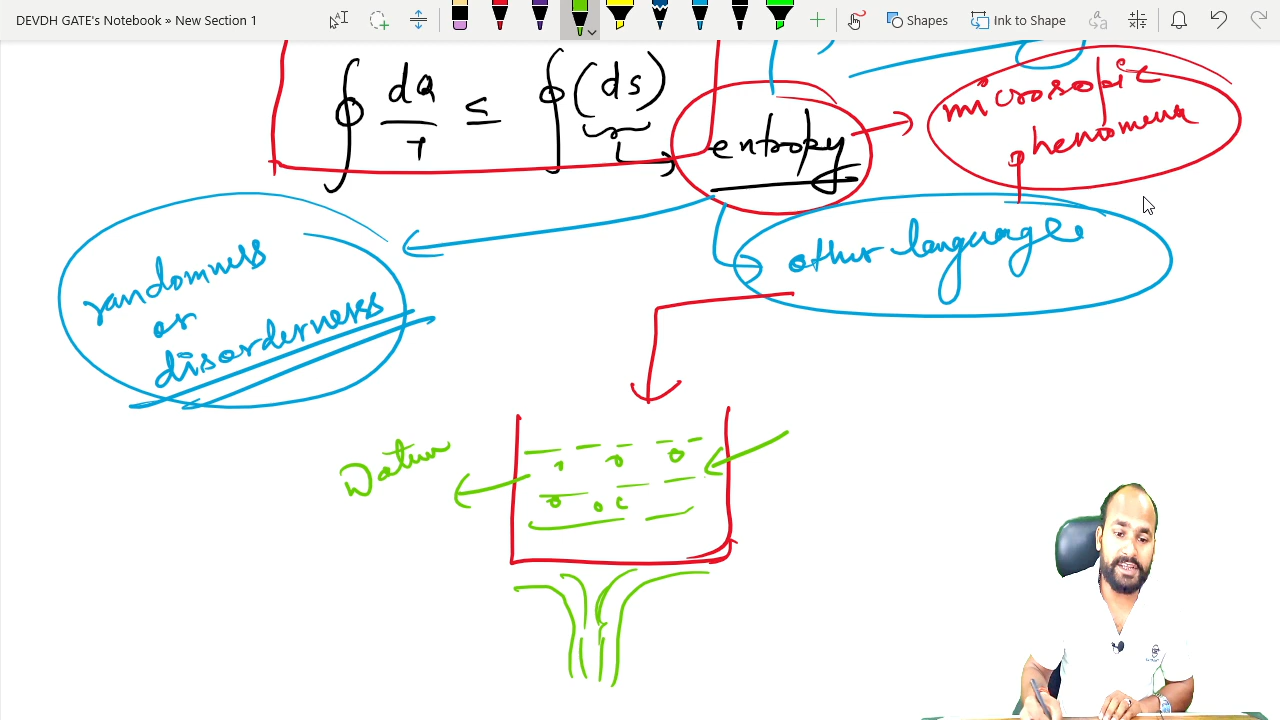 DEVDH GATE's Notebook » New Section 1
Shapes
Ink to Shape
∮ dQ/T ≤ ∮ (ds)
entropy
microsopic
phenomena
other language
randomness
or
disorderness